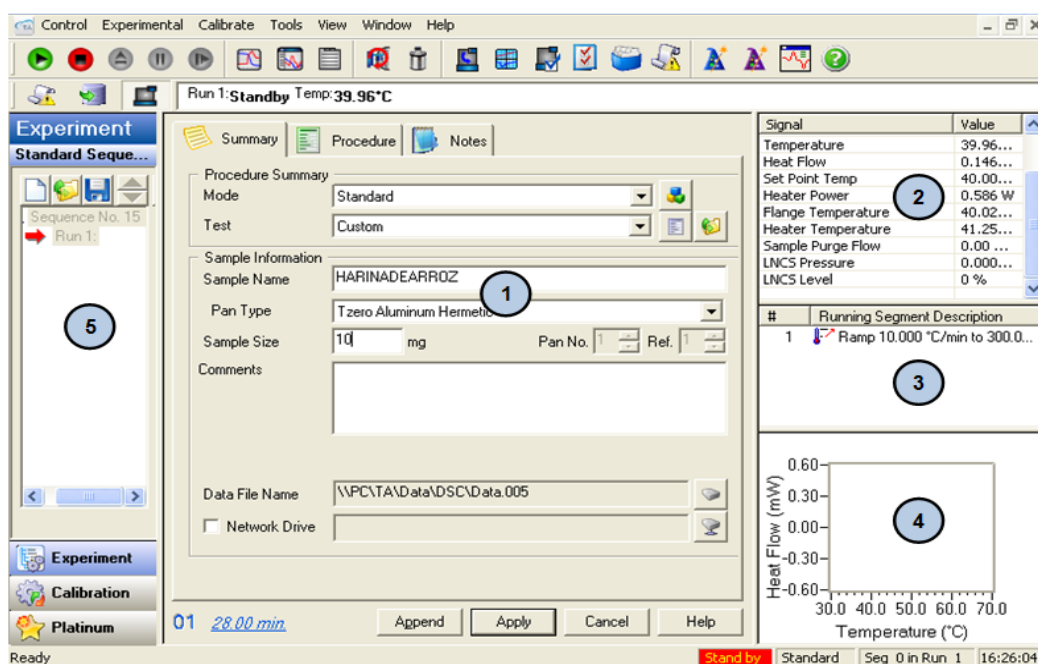 Control Experimental Calibrate Tools View Window Help
Run 1:Standby Temp:39.96°C
Experiment
Standard Seque...
Sequence No. 15
Run 1:
5
Experiment
Calibration
Platinum
Summary Procedure Notes
Procedure Summary
Mode Standard
Test Custom
Sample Information
Sample Name HARINADEARROZ
1
Pan Type Tzero Aluminum Hermetic
Sample Size 10 mg Pan No. 1 Ref. 1
Comments
Data File Name \\PC\TA\Data\DSC\Data.005
Network Drive
01 28.00 min. Append Apply Cancel Help
Signal Value
Temperature 39.96...
Heat Flow 0.146...
Set Point Temp 40.00...
Heater Power 0.586 W
2
Flange Temperature 40.02...
Heater Temperature 41.25...
Sample Purge Flow 0.00 ...
LNCS Pressure 0.000...
LNCS Level 0 %
# Running Segment Description
1 Ramp 10.000 °C/min to 300.0...
3
Heat Flow (mW)
0.60
0.30
0.00
-0.30
-0.60
4
30.0 40.0 50.0 60.0 70.0
Temperature (°C)
Ready Stand by Standard Seg 0 in Run 1 16:26:04